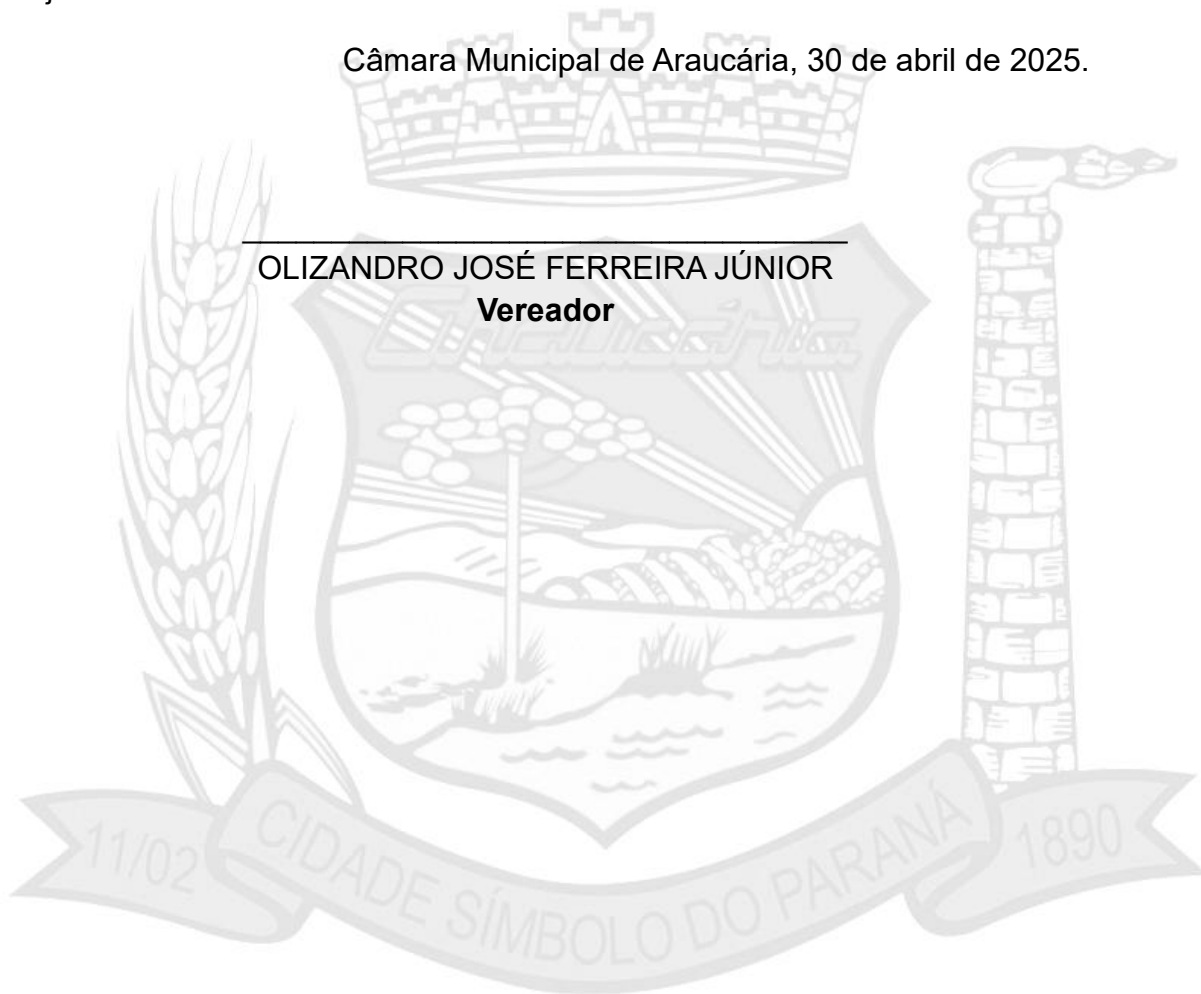 Câmara Municipal de Araucária, 30 de abril de 2025.
OLIZANDRO JOSÉ FERREIRA JÚNIOR
Vereador
Araucária
11/02 CIDADE SÍMBOLO DO PARANÁ 1890